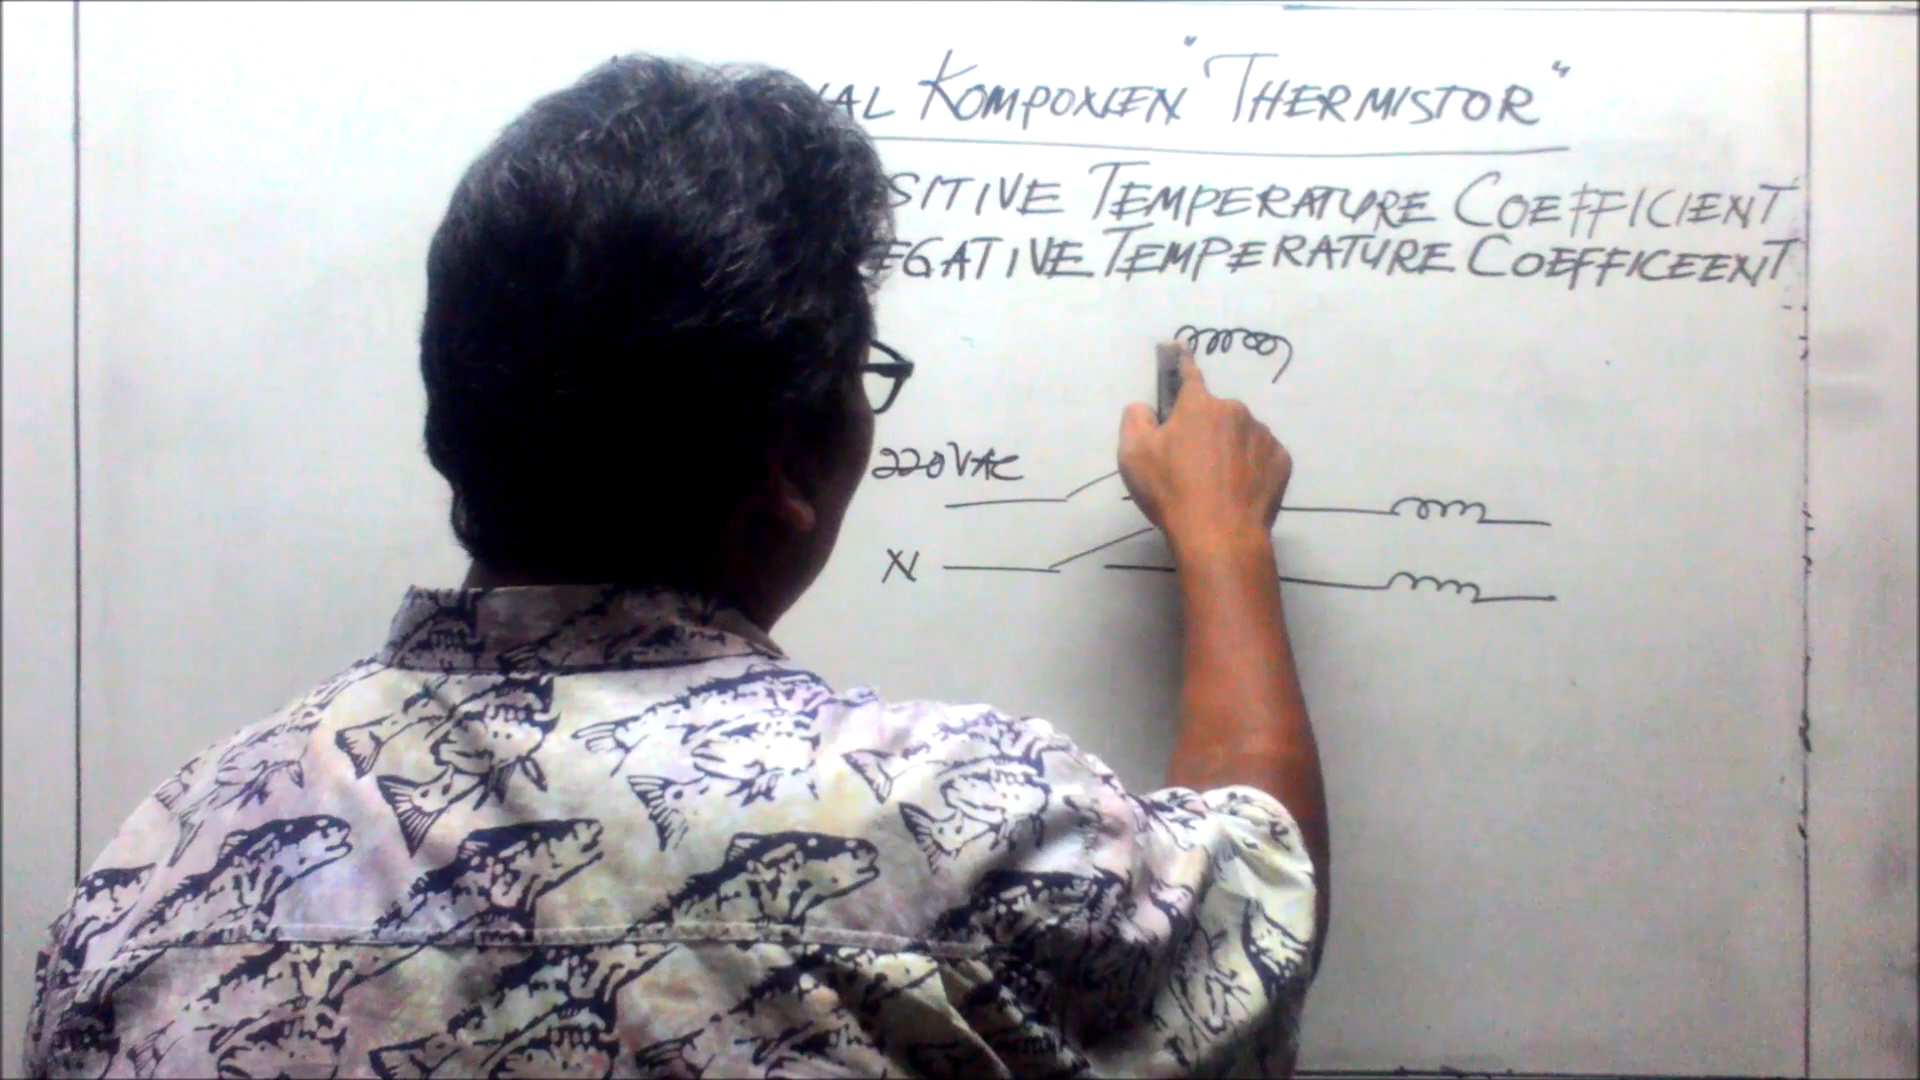 AL KOMPONEN "THERMISTOR"
SITIVE TEMPERATURE COEFFICIENT
EGATIVE TEMPERATURE COEFFICEENT
220VAC
N